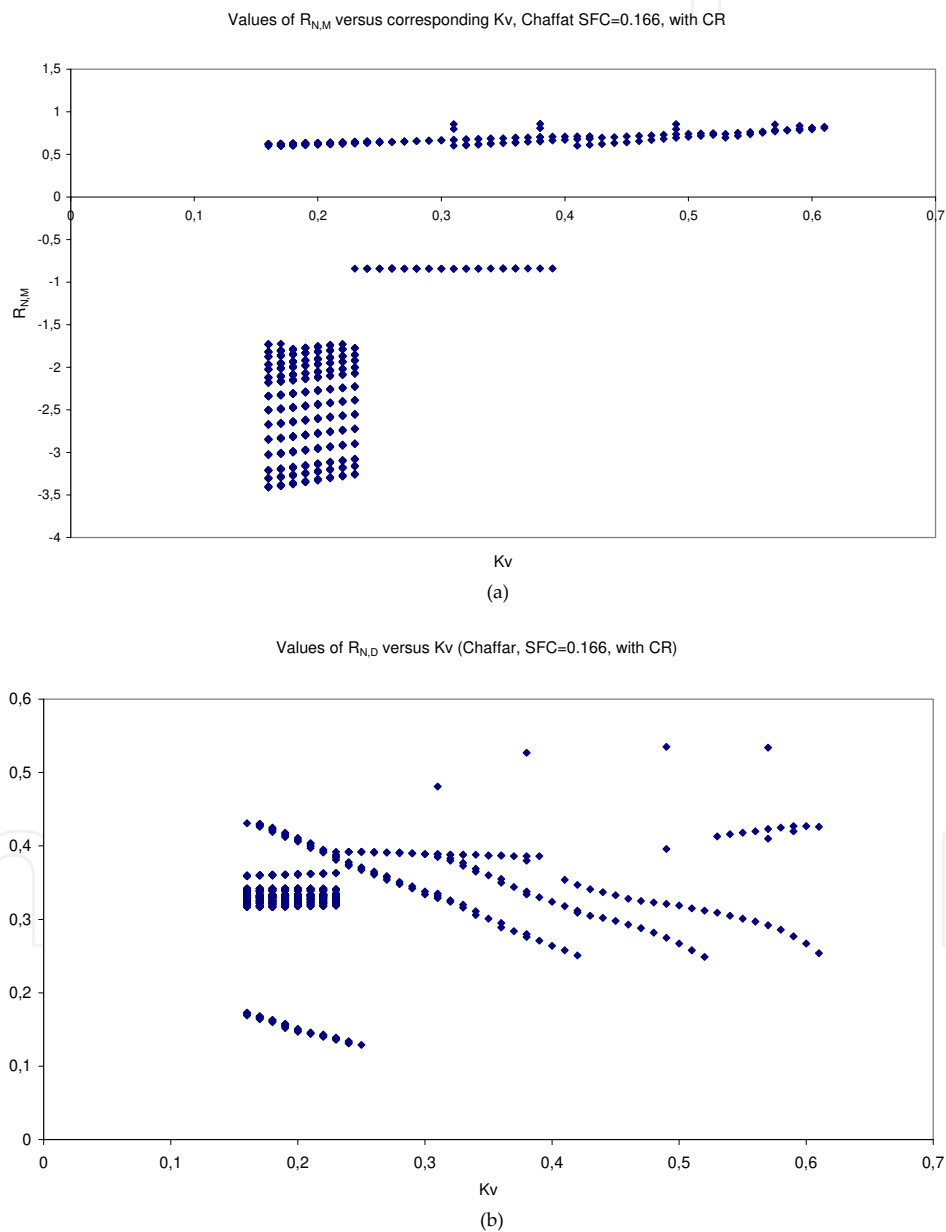 Values of R_N,M versus corresponding Kv, Chaffat SFC=0.166, with CR
1,5
1
0,5
0
0 0,1 0,2 0,3 0,4 0,5 0,6 0,7
-0,5
-1
-1,5
-2
-2,5
-3
-3,5
-4
R_N,M
Kv
(a)
Values of R_N,D versus Kv (Chaffar, SFC=0.166, with CR)
0,6
0,5
0,4
0,3
0,2
0,1
0
0 0,1 0,2 0,3 0,4 0,5 0,6 0,7
Kv
(b)